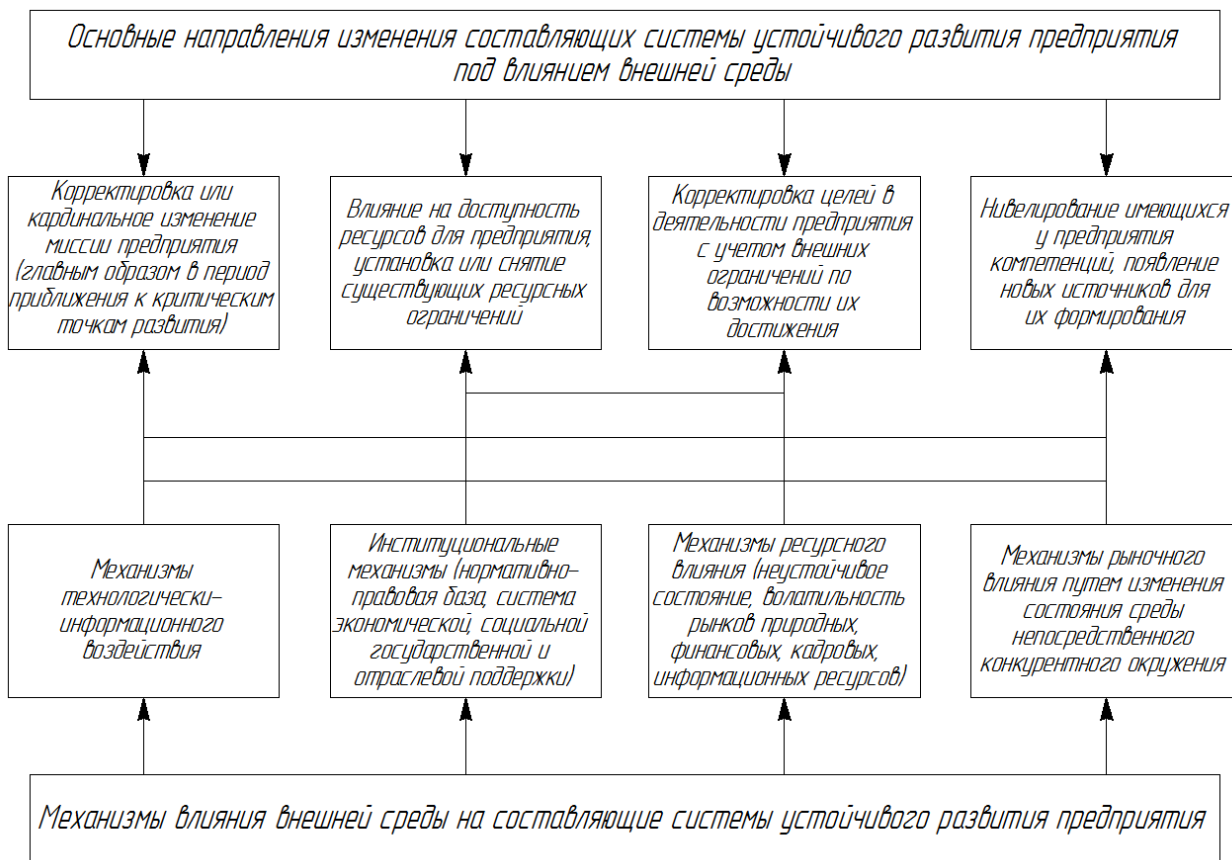 Основные направления изменения составляющих системы устойчивого развития предприятия
под влиянием внешней среды
Корректировка или
кардинальное изменение
миссии предприятия
(главным образом в период
приближения к критическим
точкам развития)
Влияние на доступность
ресурсов для предприятия,
установка или снятие
существующих ресурсных
ограничений
Корректировка целей в
деятельности предприятия
с учетом внешних
ограничений по
возможности их
достижения
Нивелирование имеющихся
у предприятия
компетенций, появление
новых источников для
их формирования
Механизмы
технологически-
информационного
воздействия
Институциональные
механизмы (нормативно-
правовая база, система
экономической, социальной
государственной и
отраслевой поддержки)
Механизмы ресурсного
влияния (неустойчивое
состояние, волатильность
рынков природных,
финансовых, кадровых,
информационных ресурсов)
Механизмы рыночного
влияния путем изменения
состояния среды
непосредственного
конкурентного окружения
Механизмы влияния внешней среды на составляющие системы устойчивого развития предприятия